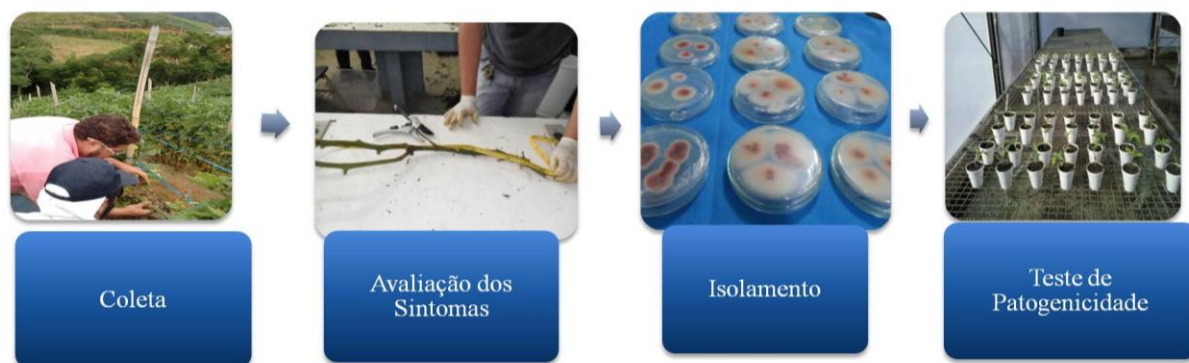 Coleta
Avaliação dos
Sintomas
Isolamento
Teste de
Patogenicidade